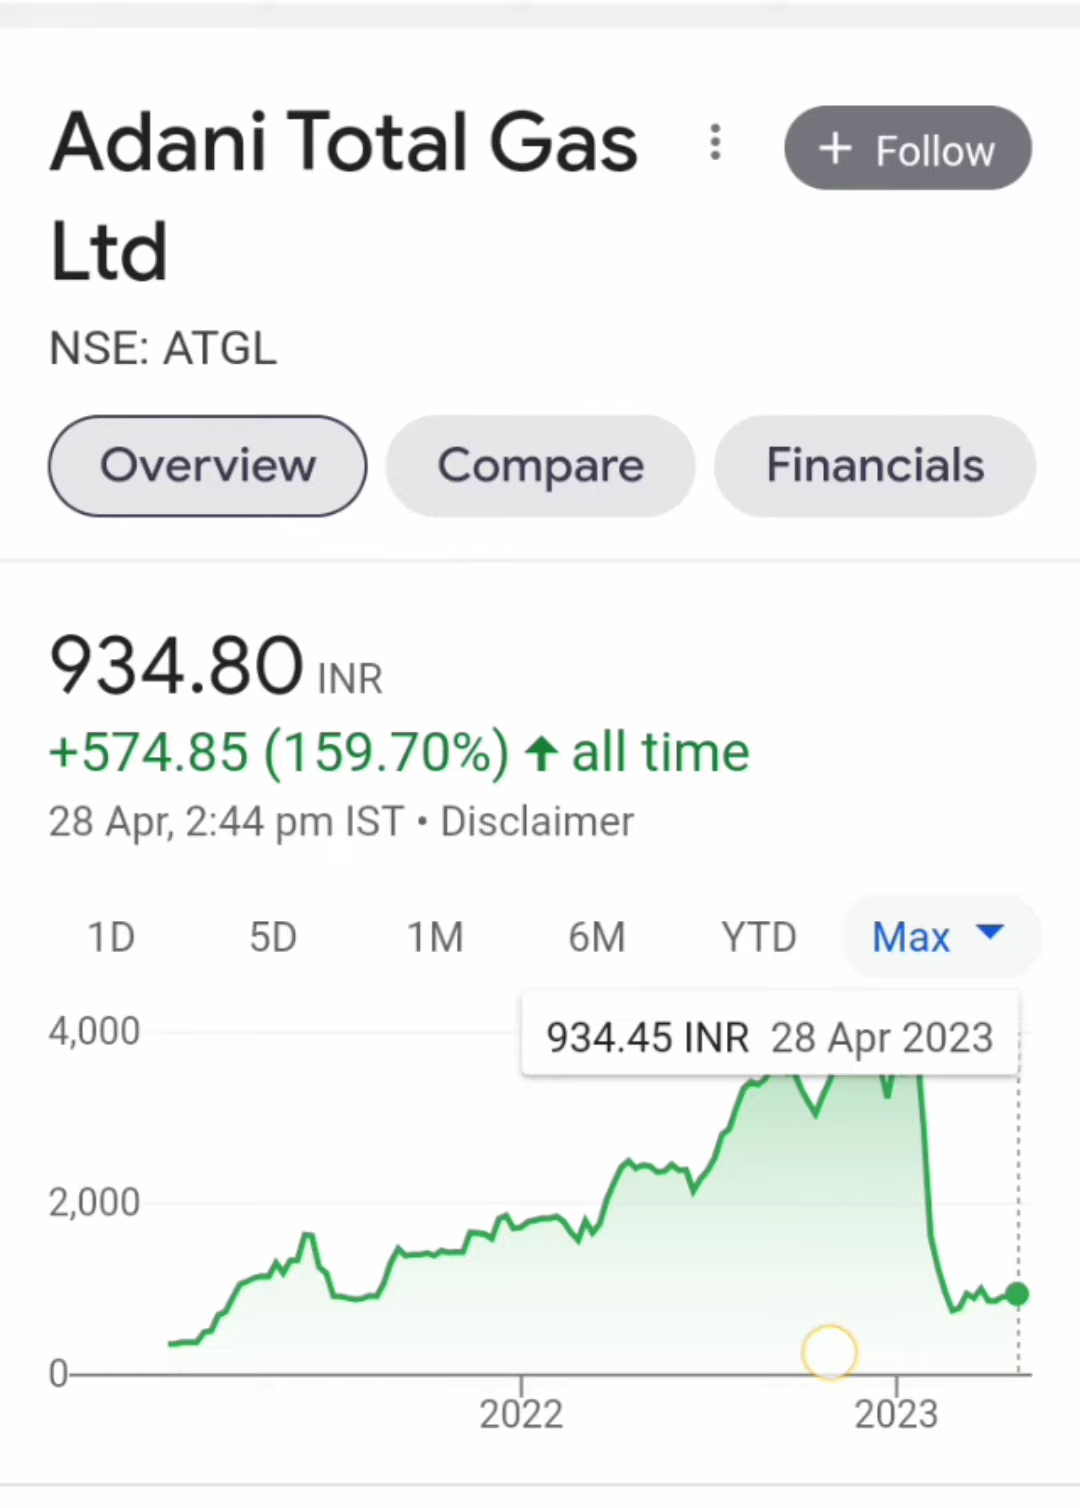 Adani Total Gas
Ltd
+ Follow
NSE: ATGL
Overview
Compare
Financials
934.80 INR
+574.85 (159.70%) ↑ all time
28 Apr, 2:44 pm IST • Disclaimer
1D 5D 1M 6M YTD Max
934.45 INR 28 Apr 2023
4,000
2,000
0
2022 2023